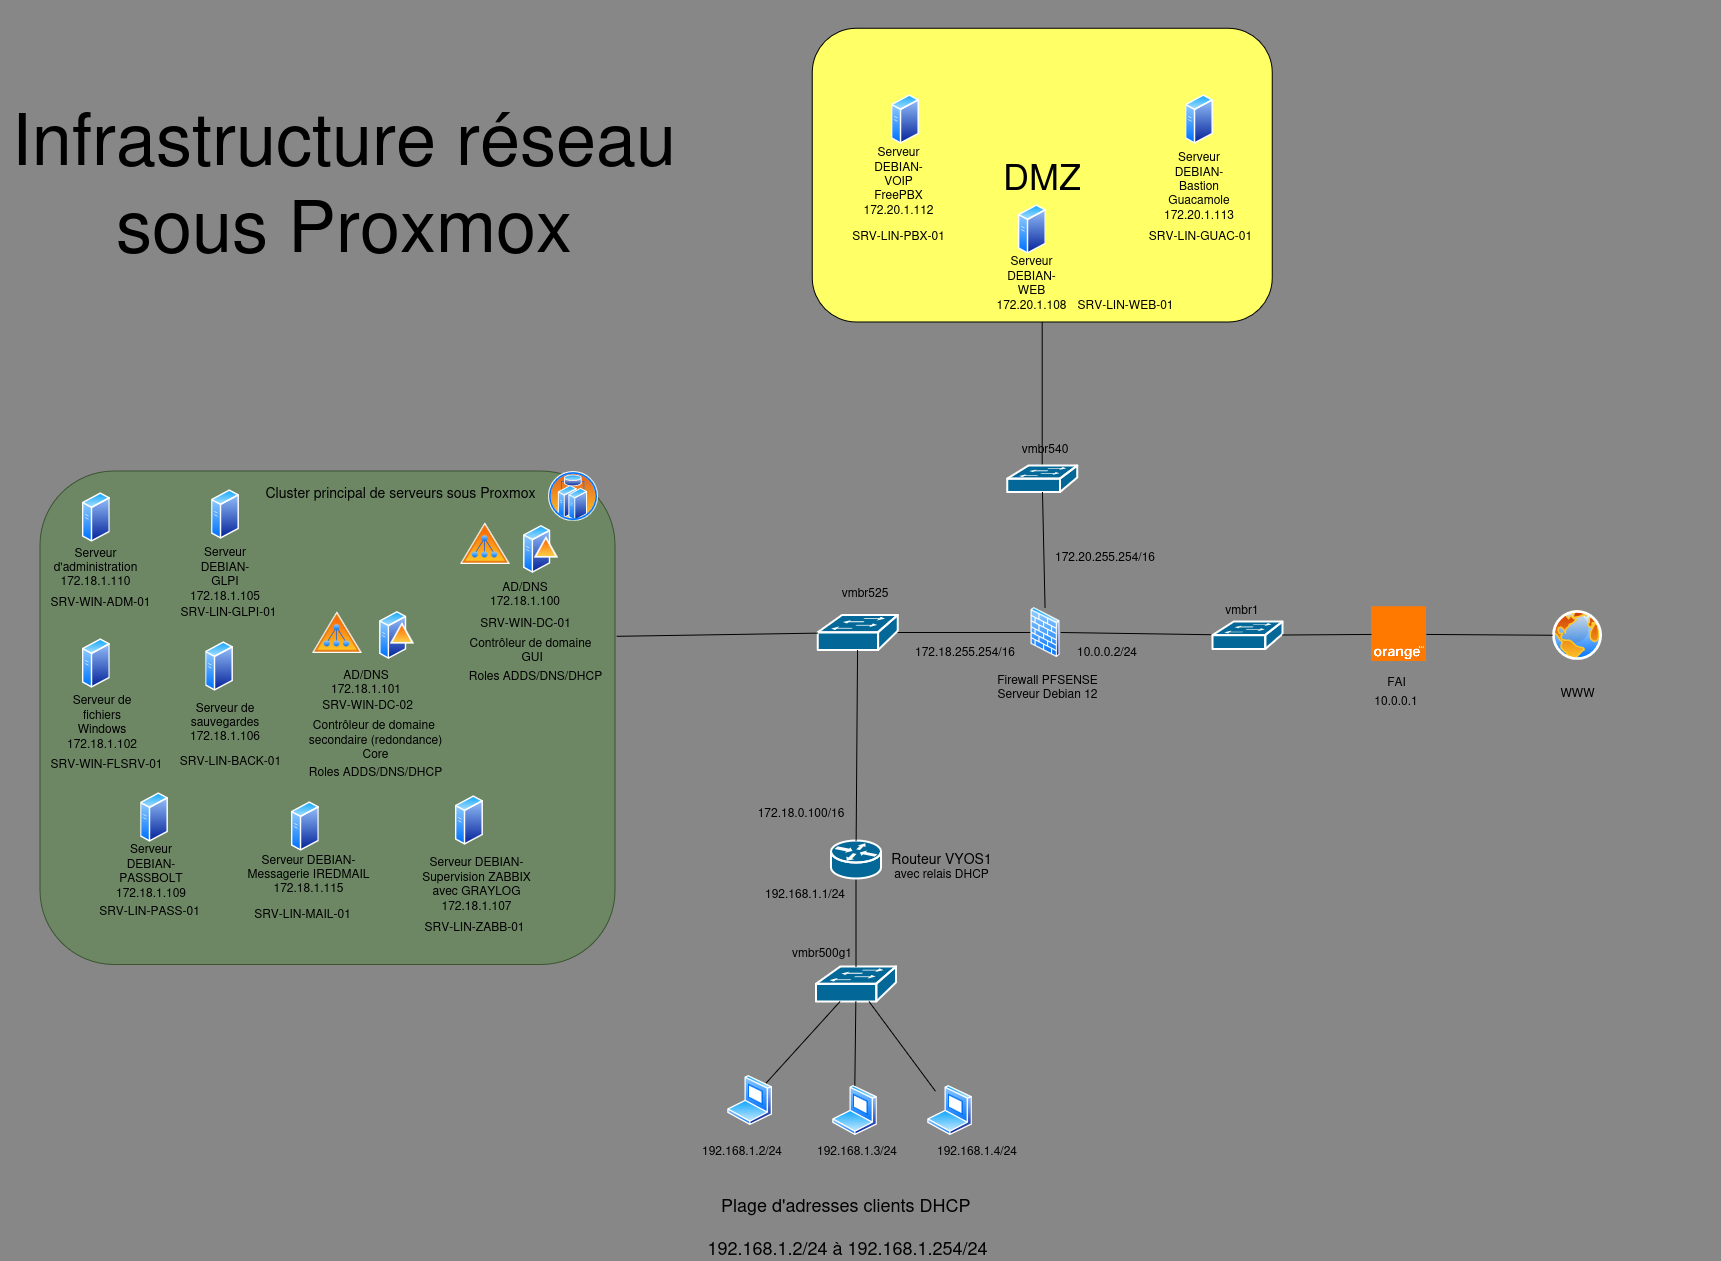 Infrastructure réseau
sous Proxmox
Serveur
DEBIAN-
VOIP
FreePBX
172.20.1.112
SRV-LIN-PBX-01
DMZ
Serveur
DEBIAN-
Bastion
Guacamole
172.20.1.113
SRV-LIN-GUAC-01
Serveur
DEBIAN-
WEB
172.20.1.108
SRV-LIN-WEB-01
vmbr540
172.20.255.254/16
Cluster principal de serveurs sous Proxmox
Serveur
d'administration
172.18.1.110
SRV-WIN-ADM-01
Serveur
DEBIAN-
GLPI
172.18.1.105
SRV-LIN-GLPI-01
AD/DNS
172.18.1.100
SRV-WIN-DC-01
Contrôleur de domaine
GUI
Roles ADDS/DNS/DHCP
Serveur de
fichiers
Windows
172.18.1.102
SRV-WIN-FLSRV-01
Serveur de
sauvegardes
172.18.1.106
SRV-LIN-BACK-01
AD/DNS
172.18.1.101
SRV-WIN-DC-02
Contrôleur de domaine
secondaire (redondance)
Core
Roles ADDS/DNS/DHCP
Serveur
DEBIAN-
PASSBOLT
172.18.1.109
SRV-LIN-PASS-01
Serveur DEBIAN-
Messagerie IREDMAIL
172.18.1.115
SRV-LIN-MAIL-01
Serveur DEBIAN-
Supervision ZABBIX
avec GRAYLOG
172.18.1.107
SRV-LIN-ZABB-01
vmbr525
172.18.255.254/16
10.0.0.2/24
Firewall PFSENSE
Serveur Debian 12
vmbr1
orange™
FAI
10.0.0.1
WWW
172.18.0.100/16
Routeur VYOS1
avec relais DHCP
192.168.1.1/24
vmbr500g1
192.168.1.2/24
192.168.1.3/24
192.168.1.4/24
Plage d'adresses clients DHCP
192.168.1.2/24 à 192.168.1.254/24